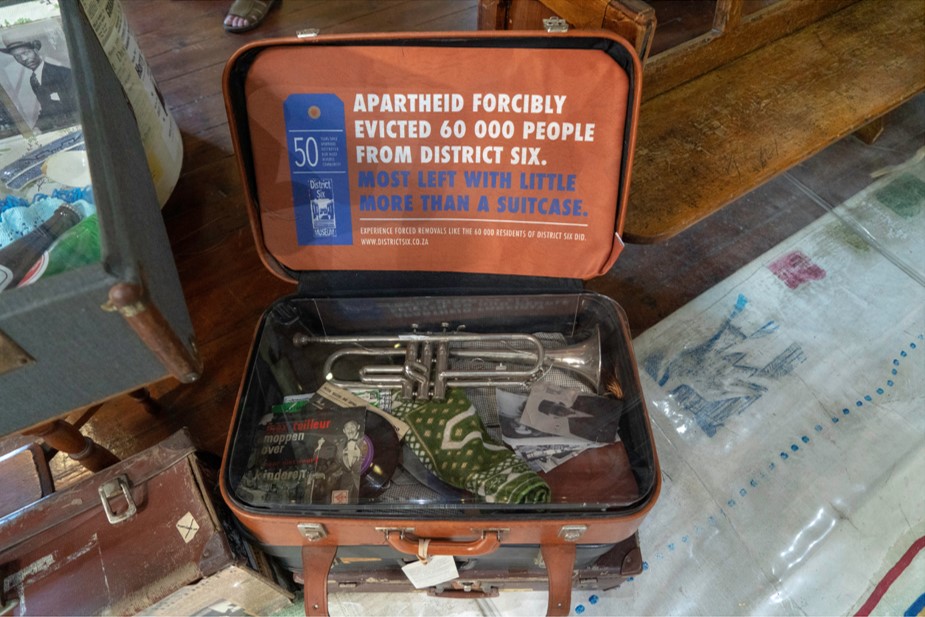 APARTHEID FORCIBLY
EVICTED 60 000 PEOPLE
FROM DISTRICT SIX.
MOST LEFT WITH LITTLE
MORE THAN A SUITCASE.
EXPERIENCE FORCED REMOVALS LIKE THE 60 000 RESIDENTS OF DISTRICT SIX DID.
WWW.DISTRICTSIX.CO.ZA
50
District
Six
MUSEUM
max tailleur
moppen
over
kinderen